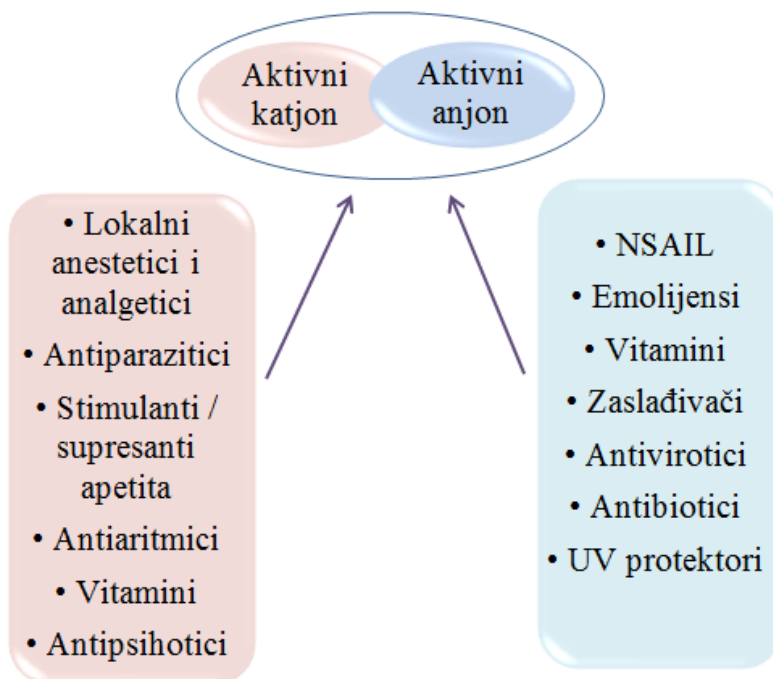 Aktivni
katjon
Aktivni
anjon
• Lokalni
anestetici i
analgetici
• Antiparazitici
• Stimulanti /
supresanti
apetita
• Antiaritmici
• Vitamini
• Antipsihotici
• NSAIL
• Emolijensi
• Vitamini
• Zaslađivači
• Antivirotici
• Antibiotici
• UV protektori